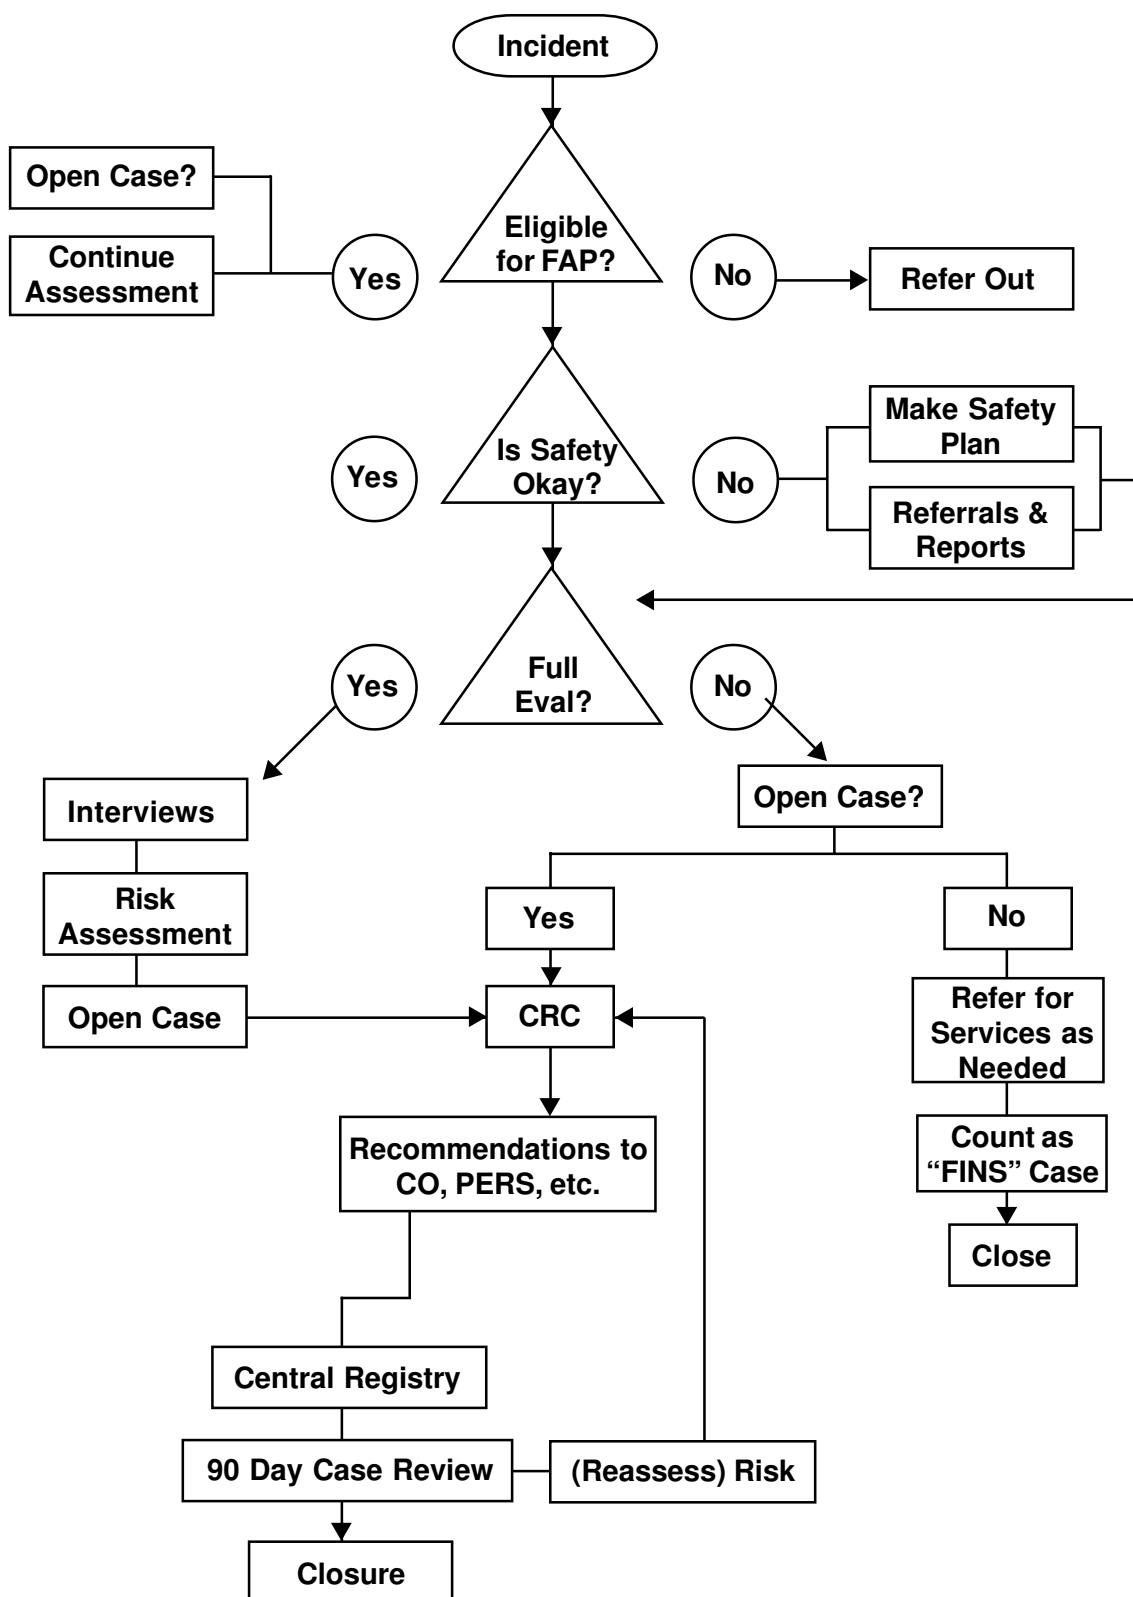 Incident
Open Case?
Continue
Assessment
Yes
Eligible
for FAP?
No
Refer Out
Yes
Is Safety
Okay?
No
Make Safety
Plan
Referrals &
Reports
Yes
Full
Eval?
No
Open Case?
Interviews
Risk
Assessment
Open Case
Yes
No
CRC
Refer for
Services as
Needed
Recommendations to
CO, PERS, etc.
Count as
“FINS” Case
Close
Central Registry
90 Day Case Review
(Reassess) Risk
Closure